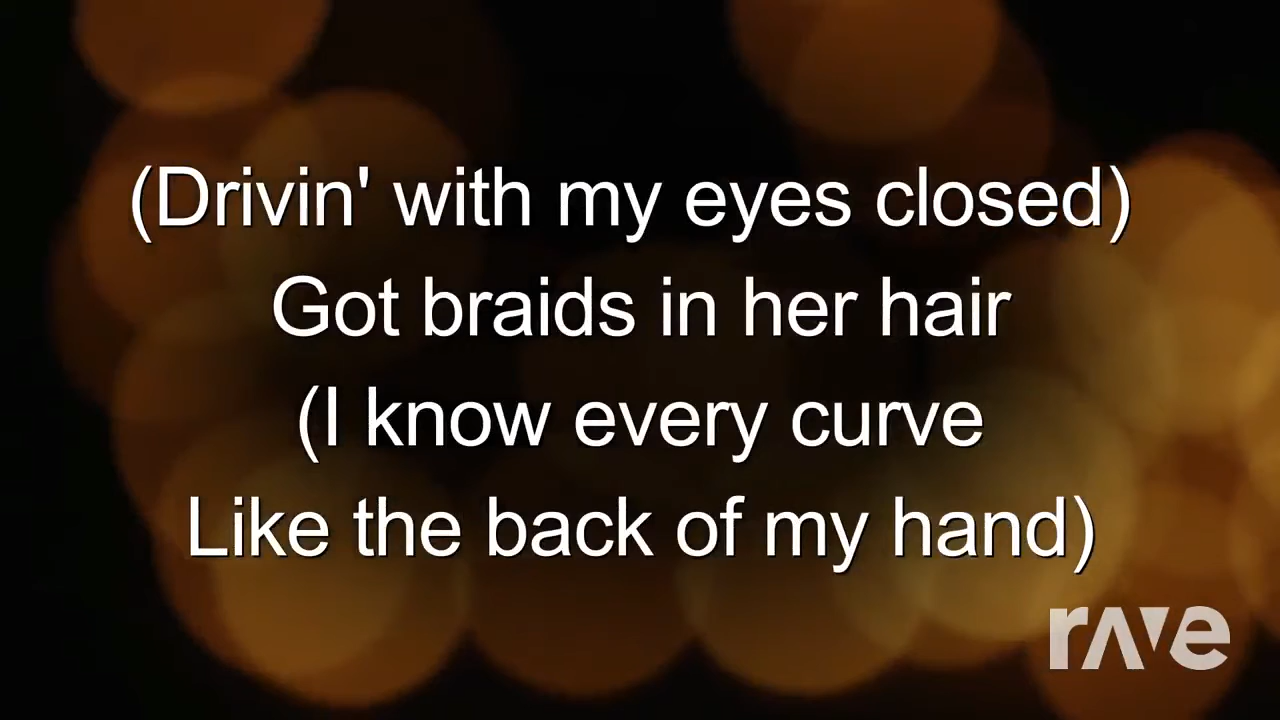 (Drivin' with my eyes closed)
Got braids in her hair
(I know every curve
Like the back of my hand)
rave